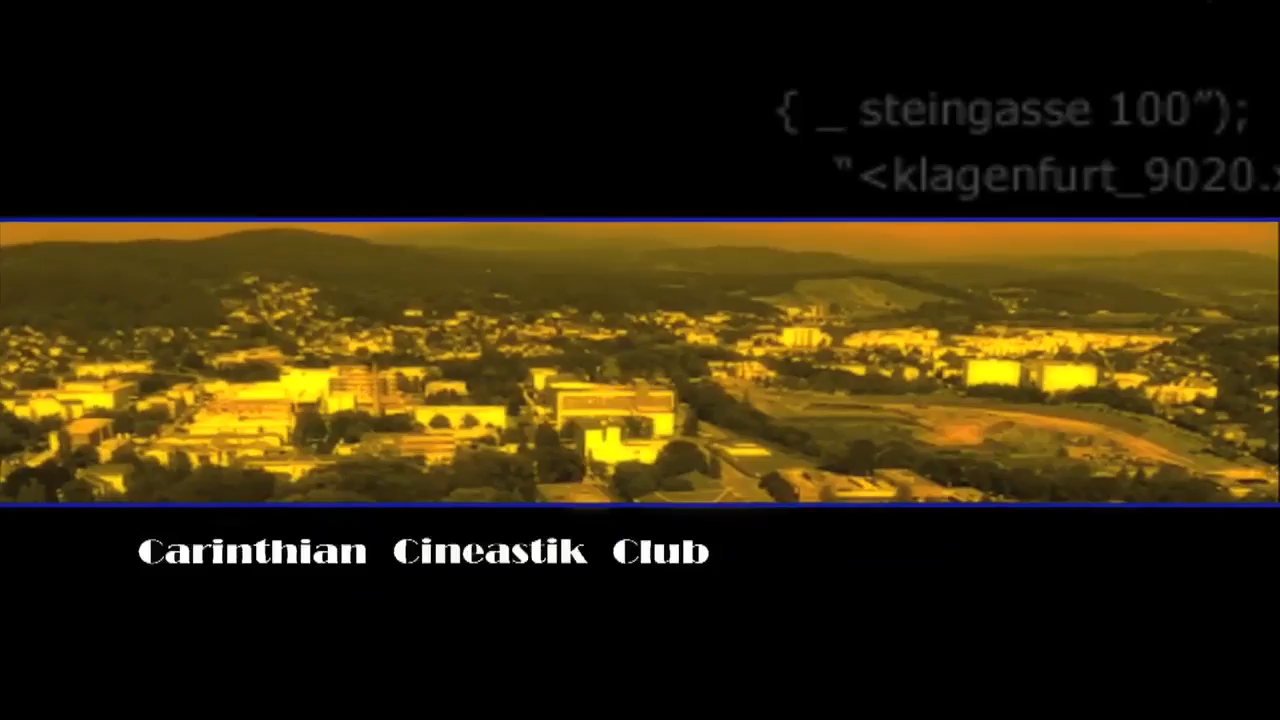 { _ steingasse 100”);
"<klagenfurt_9020.
Carinthian Cineastik Club